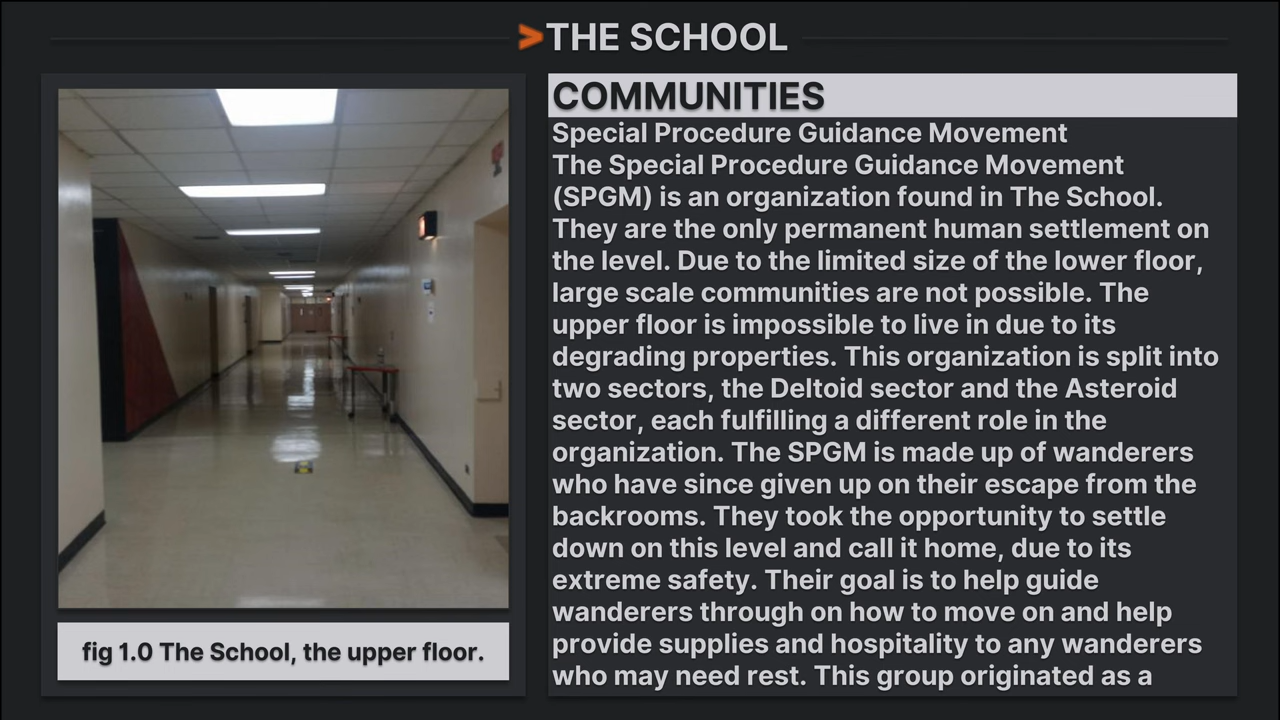 >THE SCHOOL
COMMUNITIES
Special Procedure Guidance Movement
The Special Procedure Guidance Movement
(SPGM) is an organization found in The School.
They are the only permanent human settlement on
the level. Due to the limited size of the lower floor,
large scale communities are not possible. The
upper floor is impossible to live in due to its
degrading properties. This organization is split into
two sectors, the Deltoid sector and the Asteroid
sector, each fulfilling a different role in the
organization. The SPGM is made up of wanderers
who have since given up on their escape from the
backrooms. They took the opportunity to settle
down on this level and call it home, due to its
extreme safety. Their goal is to help guide
wanderers through on how to move on and help
provide supplies and hospitality to any wanderers
who may need rest. This group originated as a
fig 1.0 The School, the upper floor.